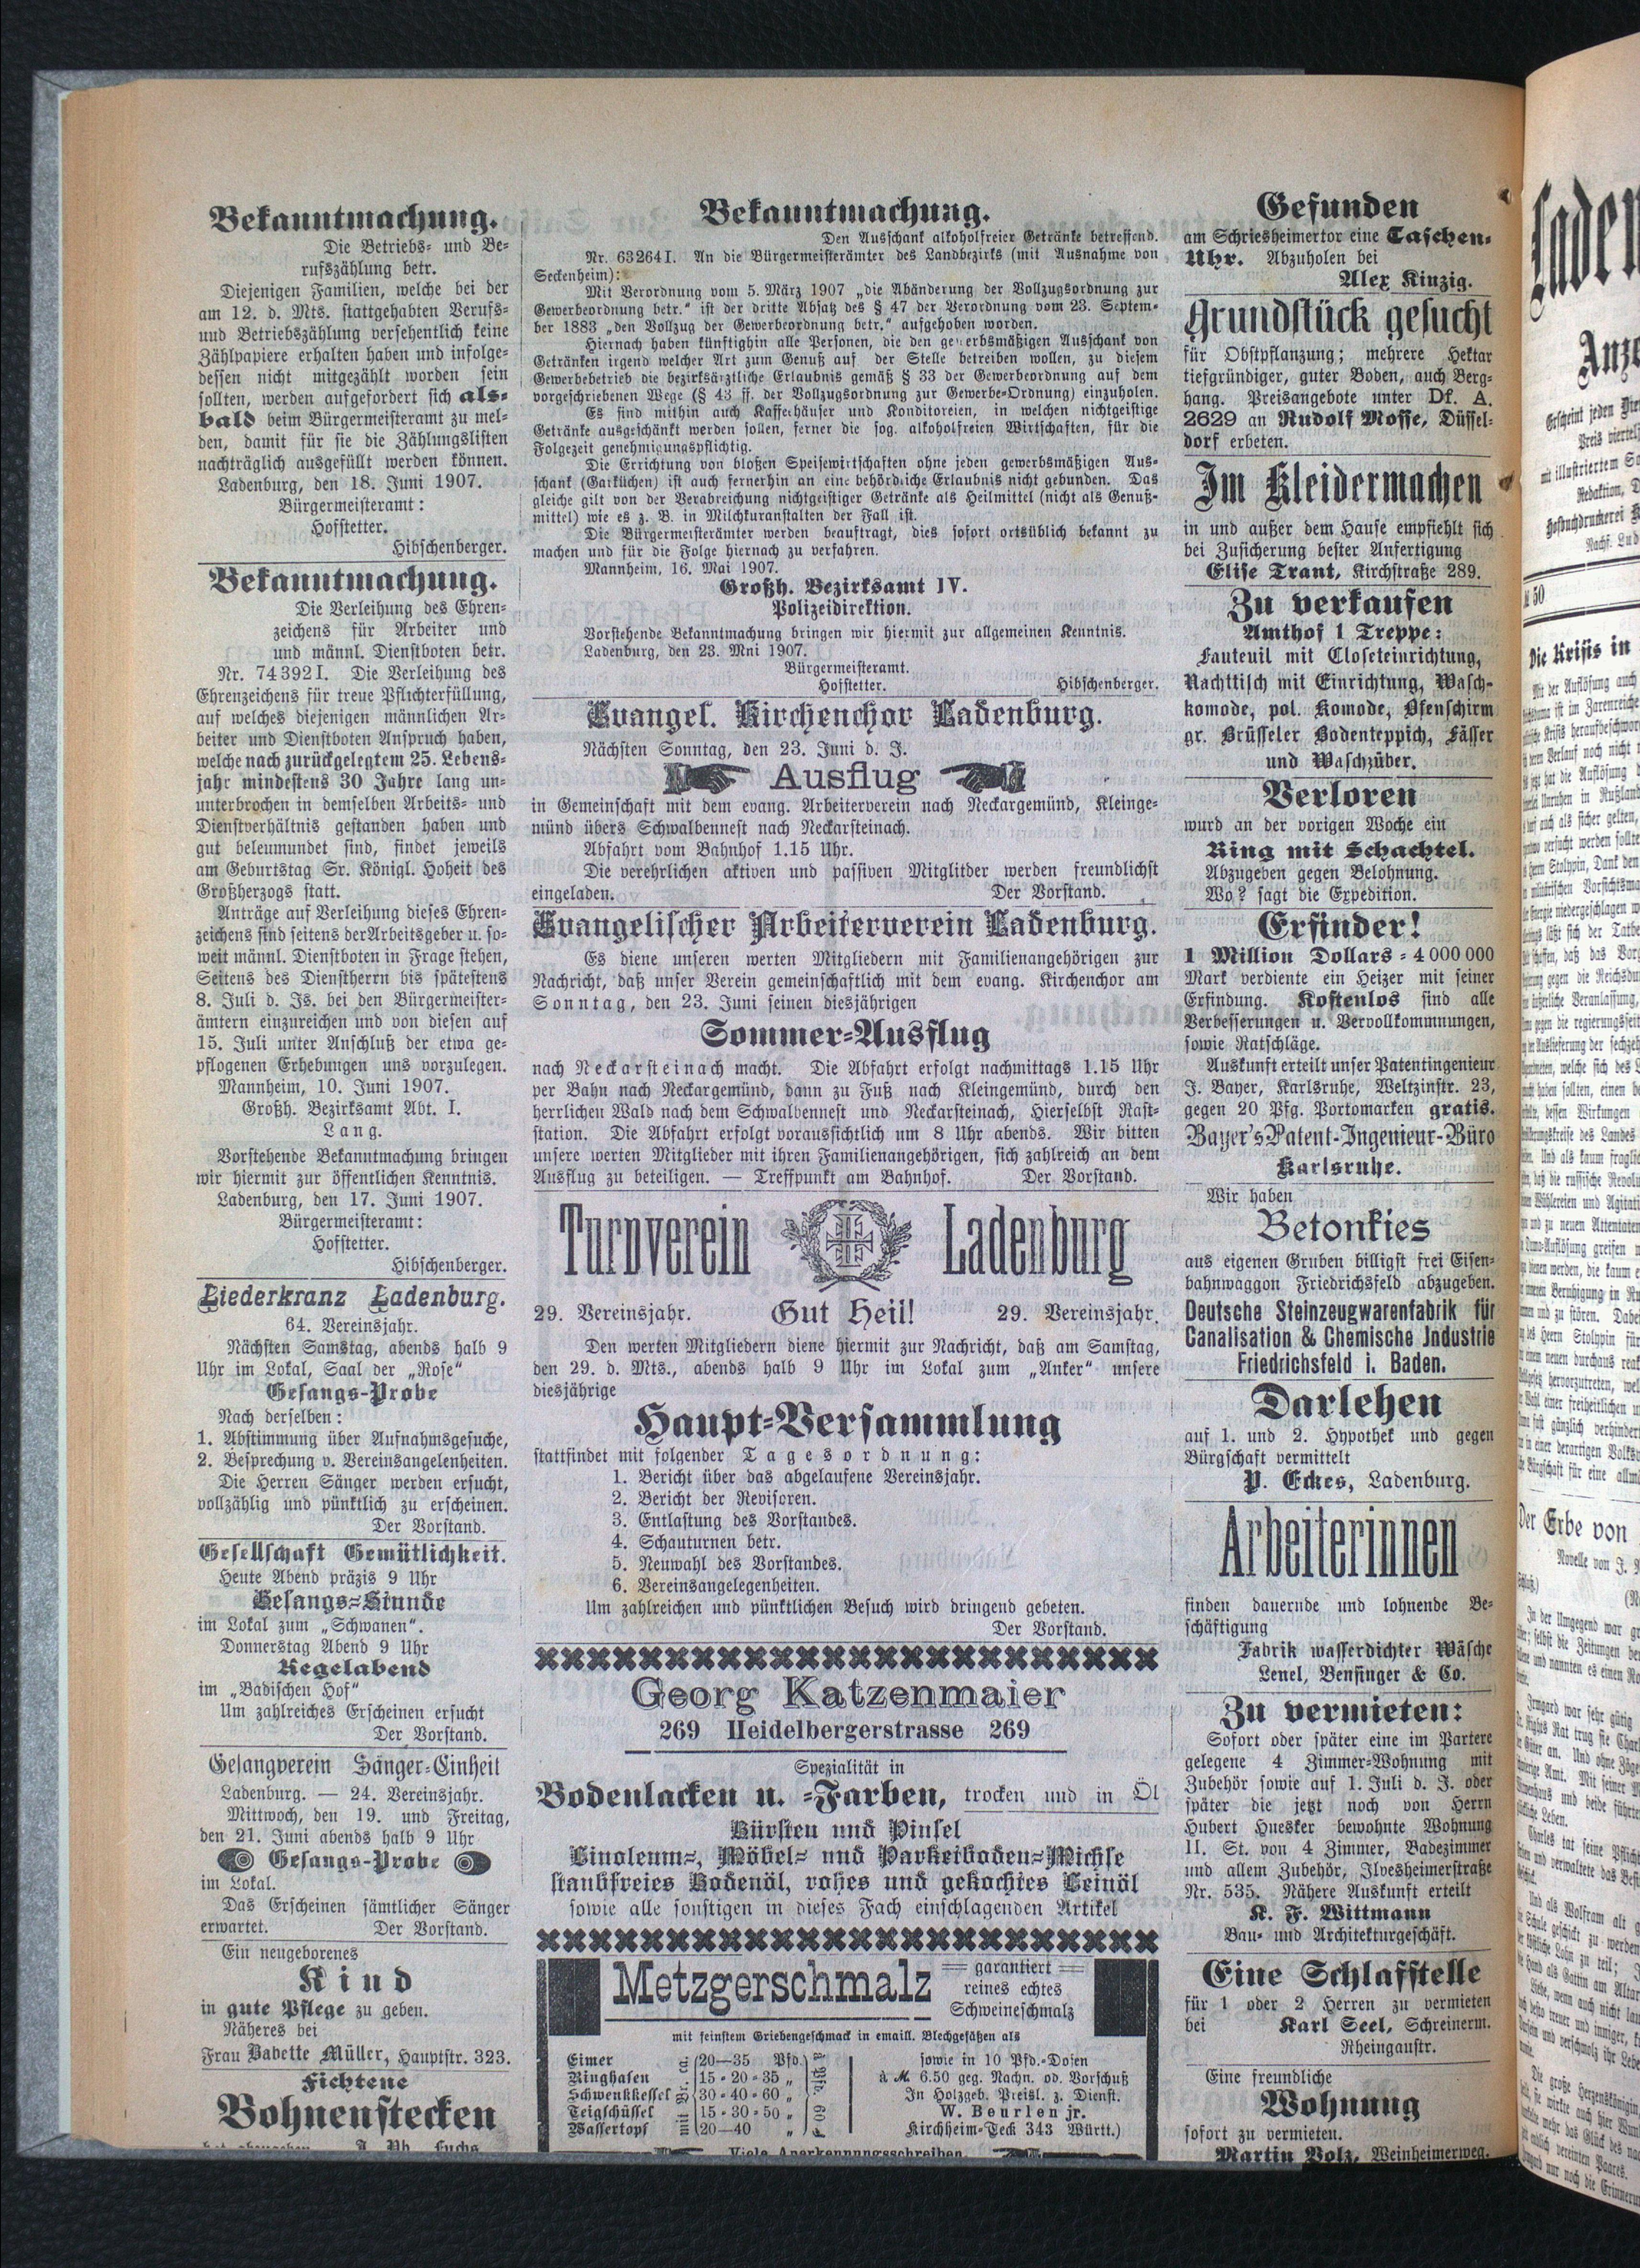 Bekanntmachung.
Die Betriebs- und Be-
rufszählung betr.
Diejenigen Familien, welche bei der
am 12. d. Mts. stattgehabten Berufs-
und Betriebszählung versehentlich keine
Zählpapiere erhalten haben und infolge-
dessen nicht mitgezählt worden sein
sollten, werden aufgefordert sich als-
bald beim Bürgermeisteramt zu mel-
den, damit für sie die Zählungslisten
nachträglich ausgefüllt werden können.
Ladenburg, den 18. Juni 1907.
Bürgermeisteramt:
Hofstetter.
Hibschenberger.
Bekanntmachung.
Die Verleihung des Ehren-
zeichens für Arbeiter und
und männl. Dienstboten betr.
Nr. 74392 I. Die Verleihung des
Ehrenzeichens für treue Pflichterfüllung,
auf welches diejenigen männlichen Ar-
beiter und Dienstboten Anspruch haben,
welche nach zurückgelegtem 25. Lebens-
jahr mindestens 30 Jahre lang un-
unterbrochen in demselben Arbeits- und
Dienstverhältnis gestanden haben und
gut beleumundet sind, findet jeweils
am Geburtstag Sr. Königl. Hoheit des
Großherzogs statt.
Anträge auf Verleihung dieses Ehren-
zeichens sind seitens der Arbeitsgeber u. so-
weit männl. Dienstboten in Frage stehen,
Seitens des Dienstherrn bis spätestens
8. Juli d. Js. bei den Bürgermeister-
ämtern einzureichen und von diesen auf
15. Juli unter Anschluß der etwa ge-
pflogenen Erhebungen uns vorzulegen.
Mannheim, 10. Juni 1907.
Großh. Bezirksamt Abt. I.
Lang.
Vorstehende Bekanntmachung bringen
wir hiermit zur öffentlichen Kenntnis.
Ladenburg, den 17. Juni 1907.
Bürgermeisteramt:
Hofstetter.
Hibschenberger.
Liederkranz Ladenburg.
64. Vereinsjahr.
Nächsten Samstag, abends halb 9
Uhr im Lokal, Saal der „Rose"
Gesangs-Probe
Nach derselben:
1. Abstimmung über Aufnahmsgesuche,
2. Besprechung v. Vereinsangelenheiten.
Die Herren Sänger werden ersucht,
vollzählig und pünktlich zu erscheinen.
Der Vorstand.
Gesellschaft Gemütlichkeit.
Heute Abend präzis 9 Uhr
Gesangs-Stunde
im Lokal zum „Schwanen".
Donnerstag Abend 9 Uhr
Kegelabend
im „Badischen Hof"
Um zahlreiches Erscheinen ersucht
Der Vorstand.
Gesangverein Sänger-Einheit
Ladenburg. — 24. Vereinsjahr.
Mittwoch, den 19. und Freitag,
den 21. Juni abends halb 9 Uhr
Gesangs-Probe
im Lokal.
Das Erscheinen sämtlicher Sänger
erwartet. Der Vorstand.
Ein neugeborenes
Kind
in gute Pflege zu geben.
Näheres bei
Frau Babette Müller, Hauptstr. 323.
Fichtene
Bohnenstecken
Bekanntmachung.
Den Ausschank alkoholfreier Getränke betreffend.
Nr. 63264 I. An die Bürgermeisterämter des Landbezirks (mit Ausnahme von
Seckenheim):
Mit Verordnung vom 5. März 1907 „die Abänderung der Vollzugsordnung zur
Gewerbeordnung betr." ist der dritte Absatz des § 47 der Verordnung vom 23. Septem-
ber 1883 „den Vollzug der Gewerbeordnung betr," aufgehoben worden.
Hiernach haben künftighin alle Personen, die den gewerbsmäßigen Ausschank von
Getränken irgend welcher Art zum Genuß auf der Stelle betreiben wollen, zu diesem
Gewerbebetrieb die bezirksärztliche Erlaubnis gemäß § 33 der Gewerbeordnung auf dem
vorgeschriebenen Wege (§ 43 ff. der Vollzugsordnung zur Gewerbe-Ordnung) einzuholen.
Es sind mithin auch Kaffeehäuser und Konditoreien, in welchen nichtgeistige
Getränke ausgeschänkt werden sollen, ferner die sog. alkoholfreien Wirtschaften, für die
Folgezeit genehmigungspflichtig.
Die Errichtung von bloßen Speisewirtschaften ohne jeden gewerbsmäßigen Aus-
schank (Garküchen) ist auch fernerhin an eine behördliche Erlaubnis nicht gebunden. Das
gleiche gilt von der Verabreichung nichtgeistiger Getränke als Heilmittel (nicht als Genuß-
mittel) wie es z. B. in Milchkuranstalten der Fall ist.
Die Bürgermeisterämter werden beauftragt, dies sofort ortsüblich bekannt zu
machen und für die Folge hiernach zu verfahren.
Mannheim, 16. Mai 1907.
Großh. Bezirksamt IV.
Polizeidirektion.
Vorstehende Bekanntmachung bringen wir hiermit zur allgemeinen Kenntnis.
Ladenburg, den 23. Mni 1907.
Bürgermeisteramt.
Hofstetter. Hibschenberger.
Evangel. Kirchenchor Ladenburg.
Nächsten Sonntag, den 23. Juni d. J.
Ausflug
in Gemeinschaft mit dem evang. Arbeiterverein nach Neckargemünd, Kleinge-
münd übers Schwalbennest nach Neckarsteinach.
Abfahrt vom Bahnhof 1.15 Uhr.
Die verehrlichen aktiven und passiven Mitglitder werden freundlichst
eingeladen. Der Vorstand.
Evangelischer Arbeiterverein Ladenburg.
Es diene unseren werten Mitgliedern mit Familienangehörigen zur
Nachricht, daß unser Verein gemeinschaftlich mit dem evang. Kirchenchor am
Sonntag, den 23. Juni seinen diesjährigen
Sommer-Ausflug
nach Neckarsteinach macht. Die Abfahrt erfolgt nachmittags 1.15 Uhr
per Bahn nach Neckargemünd, dann zu Fuß nach Kleingemünd, durch den
herrlichen Wald nach dem Schwalbennest und Neckarsteinach, Hierselbst Rast-
station. Die Abfahrt erfolgt voraussichtlich um 8 Uhr abends. Wir bitten
unsere werten Mitglieder mit ihren Familienangehörigen, sich zahlreich an dem
Ausflug zu beteiligen. — Treffpunkt am Bahnhof. Der Vorstand.
Turnverein Ladenburg
29. Vereinsjahr. Gut Heil! 29. Vereinsjahr.
Den werten Mitgliedern diene hiermit zur Nachricht, daß am Samstag,
den 29. d. Mts., abends halb 9 Uhr im Lokal zum „Anker" unsere
diesjährige
Haupt-Versammlung
stattfindet mit folgender Tagesordnung:
1. Bericht über das abgelaufene Vereinsjahr.
2. Bericht der Revisoren.
3. Entlastung des Vorstandes.
4. Schauturnen betr.
5. Neuwahl des Vorstandes.
6. Vereinsangelegenheiten.
Um zahlreichen und pünktlichen Besuch wird dringend gebeten.
Der Vorstand.
Georg Katzenmaier
269 Heidelbergerstrasse 269
Spezialität in
Bodenlacken u. -Farben, trocken und in Öl
Bürsten und Pinsel
Linoleum-, Möbel- und Parketboden-Wichse
staubfreies Bodenöl, rohes und gekochtes Leinöl
sowie alle sonstigen in dieses Fach einschlagenden Artikel
Metzgerschmalz
garantiert
reines echtes
Schweineschmalz
mit feinstem Griebengeschmack in emaill. Blechgefäßen als
Eimer 20—35 Pfd.
Ringhafen 15-20-35 „
Schwenkkessel 30-40-60 „
Teigschüssel 15-30-50 „
Wassertopf 20—40 „
sowie in 10 Pfd.-Dosen
à M. 6.50 geg. Nachn. od. Vorschuß
In Holzgeb. Preisl. z. Dienst.
W. Beurlen jr.
Kirchheim-Teck 343 Württ.)
Viele Anerkennungsschreiben.
Gefunden
am Schriesheimertor eine Taschen-
Uhr. Abzuholen bei
Alex Kinzig.
Grundstück gesucht
für Obstpflanzung; mehrere Hektar
tiefgründiger, guter Boden, auch Berg-
hang. Preisangebote unter Df. A.
2629 an Rudolf Mosse, Düssel-
dorf erbeten.
Im Kleidermachen
in und außer dem Hause empfiehlt sich
bei Zusicherung bester Anfertigung
Elise Trant, Kirchstraße 289.
Zu verkaufen
Amthof 1 Treppe:
Fauteuil mit Closeteinrichtung,
Nachttisch mit Einrichtung, Wasch-
komode, pol. Komode, Ofenschirm
gr. Brüsseler Bodenteppich, Fässer
und Waschzüber.
Verloren
wurd an der vorigen Woche ein
Ring mit Schachtel.
Abzugeben gegen Belohnung.
Wo? sagt die Expedition.
Erfinder!
1 Million Dollars - 4 000 000
Mark verdiente ein Heizer mit seiner
Erfindung. Kostenlos sind alle
Verbesserungen u. Vervollkommnungen,
sowie Ratschläge.
Auskunft erteilt unser Patentingenieur
J. Bayer, Karlsruhe, Weltzinstr. 23,
gegen 20 Pfg. Portomarken gratis.
Bayer's Patent-Ingenieur-Büro
Karlsruhe.
Wir haben
Betonkies
aus eigenen Gruben billigst frei Eisen-
bahnwaggon Friedrichsfeld abzugeben.
Deutsche Steinzeugwarenfabrik für
Canalisation & Chemische Industrie
Friedrichsfeld i. Baden.
Darlehen
auf 1. und 2. Hypothek und gegen
Bürgschaft vermittelt
P. Eckes, Ladenburg.
Arbeiterinnen
finden dauernde und lohnende Be-
schäftigung
Fabrik wasserdichter Wäsche
Lenel, Bensinger & Co.
Zu vermieten:
Sofort oder später eine im Partere
gelegene 4 Zimmer-Wohnung mit
Zubehör sowie auf 1. Juli d. J. oder
später die jetzt noch von Herrn
Hubert Huesker bewohnte Wohnung
II. St. von 4 Zimmer, Badezimmer
und allem Zubehör, Ilvesheimerstraße
Nr. 535. Nähere Auskunft erteilt
K. F. Wittmann
Bau- und Architekturgeschäft.
Eine Schlafstelle
für 1 oder 2 Herren zu vermieten
bei Karl Seel, Schreinerm.
Rheingaustr.
Eine freundliche
Wohnung
sofort zu vermieten.
Martin Volz, Weinheimerweg.